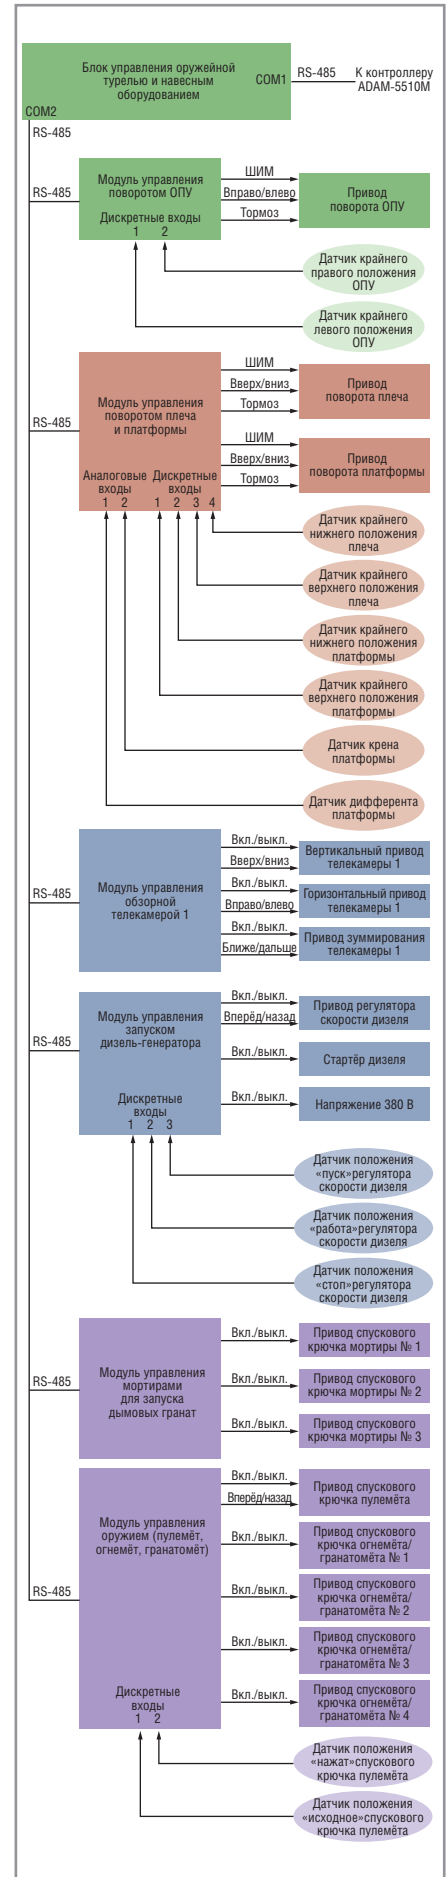 Блок управления оружейной
турелью и навесным
оборудованием
COM1
RS-485
К контроллеру
ADAM-5510M
COM2
RS-485
RS-485
Модуль управления
поворотом ОПУ
Дискретные входы
1 2
ШИМ
Вправо/влево
Тормоз
Привод
поворота ОПУ
Датчик крайнего
правого положения
ОПУ
Датчик крайнего
левого положения
ОПУ
RS-485
Модуль управления
поворотом плеча
и платформы
Аналоговые
входы
1 2
Дискретные
входы
1 2 3 4
ШИМ
Вверх/вниз
Тормоз
Привод
поворота плеча
ШИМ
Вверх/вниз
Тормоз
Привод
поворота платформы
Датчик крайнего
нижнего положения
плеча
Датчик крайнего
верхнего положения
плеча
Датчик крайнего
нижнего положения
платформы
Датчик крайнего
верхнего положения
платформы
Датчик крена
платформы
Датчик дифферента
платформы
RS-485
Модуль управления
обзорной
телекамерой 1
Вкл./выкл.
Вверх/вниз
Вертикальный привод
телекамеры 1
Вкл./выкл.
Вправо/влево
Горизонтальный привод
телекамеры 1
Вкл./выкл.
Ближе/дальше
Привод зуммирования
телекамеры 1
RS-485
Модуль управления
запуском
дизель-генератора
Дискретные
входы
1 2 3
Вкл./выкл.
Вперёд/назад
Привод регулятора
скорости дизеля
Вкл./выкл.
Стартёр дизеля
Вкл./выкл.
Напряжение 380 В
Датчик положения
«пуск»регулятора
скорости дизеля
Датчик положения
«работа»регулятора
скорости дизеля
Датчик положения
«стоп»регулятора
скорости дизеля
RS-485
Модуль управления
мортирами
для запуска
дымовых гранат
Вкл./выкл.
Привод спускового
крючка мортиры № 1
Вкл./выкл.
Привод спускового
крючка мортиры № 2
Вкл./выкл.
Привод спускового
крючка мортиры № 3
RS-485
Модуль управления
оружием (пулемёт,
огнемёт, гранатомёт)
Дискретные
входы
1 2
Вкл./выкл.
Вперёд/назад
Привод спускового
крючка пулемёта
Вкл./выкл.
Привод спускового
крючка огнемёта/
гранатомёта № 1
Вкл./выкл.
Привод спускового
крючка огнемёта/
гранатомёта № 2
Вкл./выкл.
Привод спускового
крючка огнемёта/
гранатомёта № 3
Вкл./выкл.
Привод спускового
крючка огнемёта/
гранатомёта № 4
Датчик положения
«нажат»спускового
крючка пулемёта
Датчик положения
«исходное»спускового
крючка пулемёта